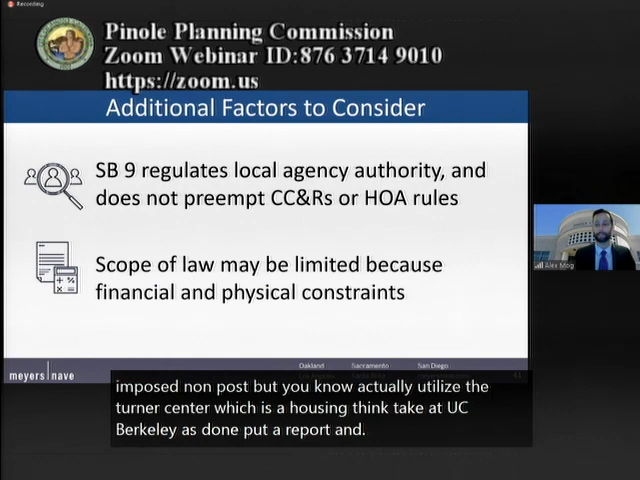 Recording
Pinole Planning Commission
Zoom Webinar ID:876 3714 9010
https://zoom.us
Additional Factors to Consider
SB 9 regulates local agency authority, and
does not preempt CC&Rs or HOA rules
Scope of law may be limited because
financial and physical constraints
Alex Mog
Oakland Sacramento San Diego
meyers nave
imposed non post but you know actually utilize the
turner center which is a housing think take at UC
Berkeley as done put a report and.